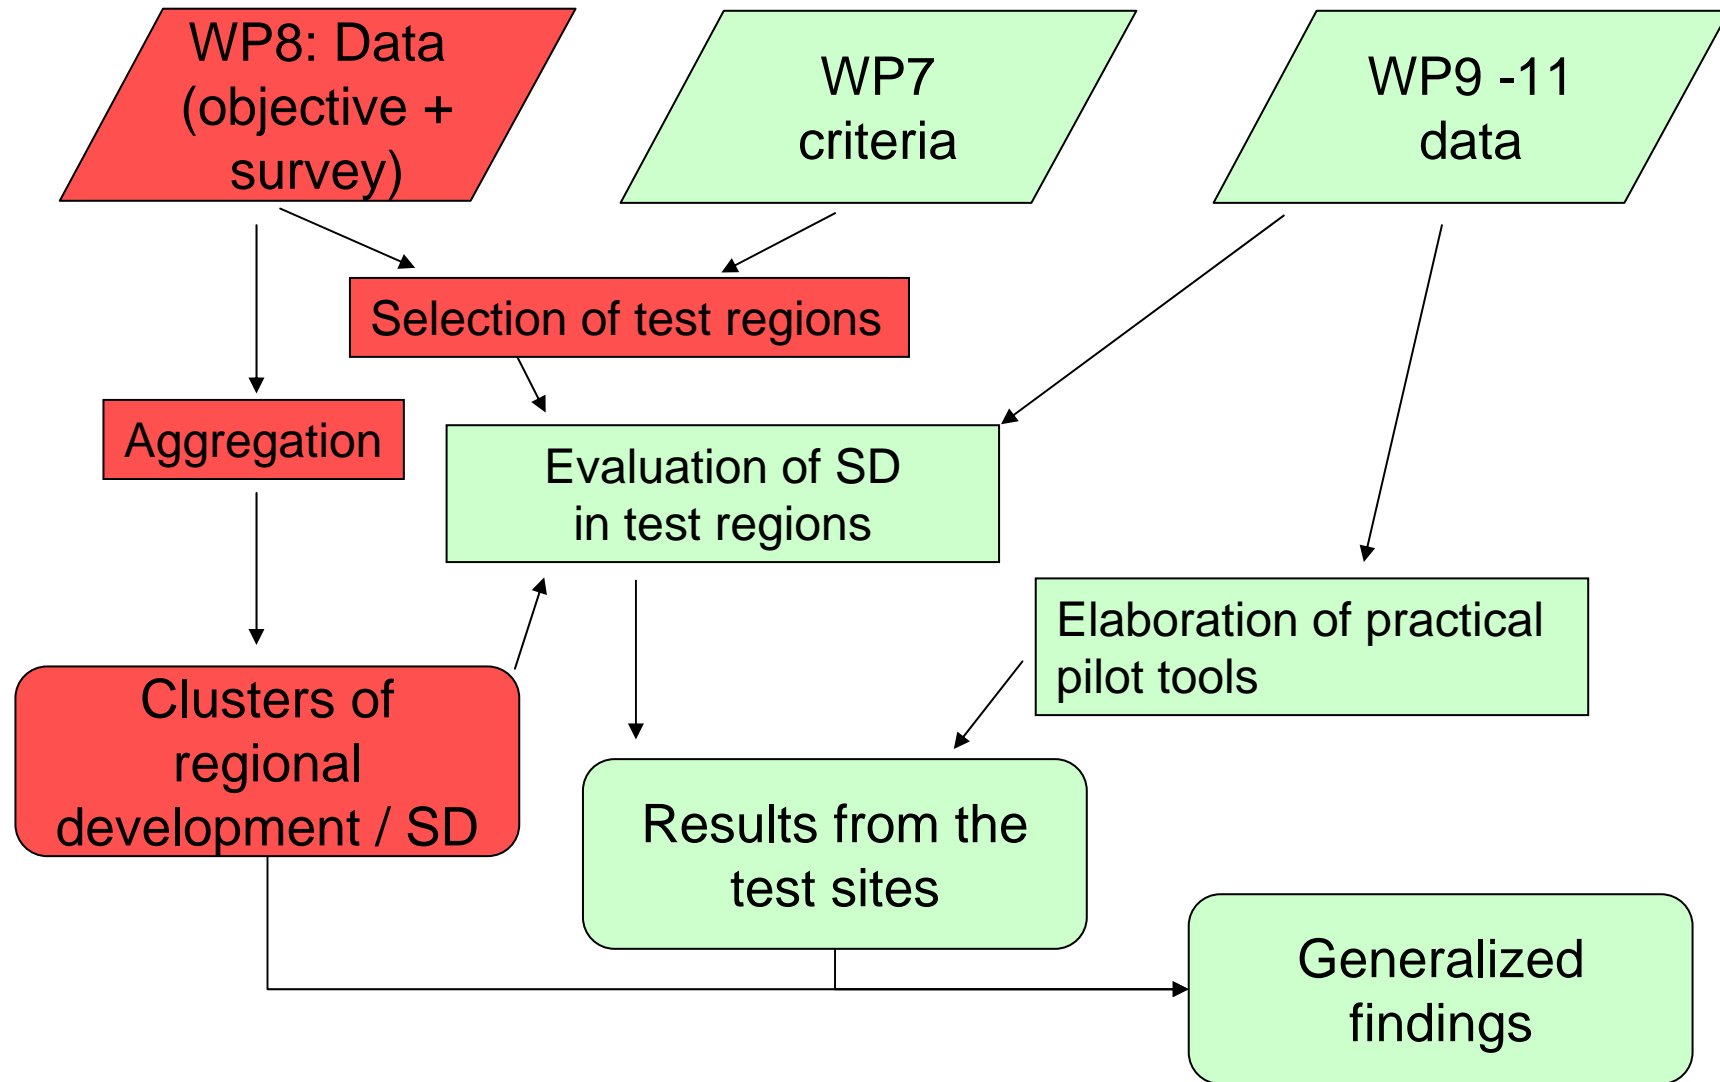 WP8: Data
(objective +
survey)
WP7
criteria
WP9 -11
data
Selection of test regions
Aggregation
Evaluation of SD
in test regions
Elaboration of practical
pilot tools
Clusters of
regional
development / SD
Results from the
test sites
Generalized
findings